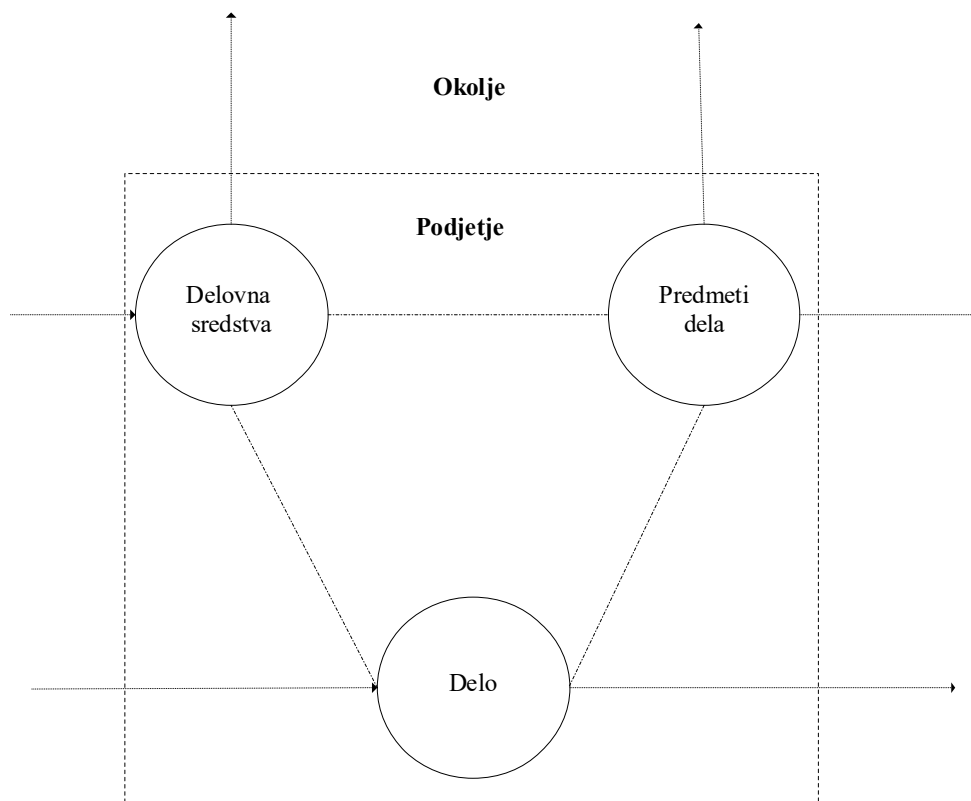 Okolje
Podjetje
Delovna
sredstva
Predmeti
dela
Delo